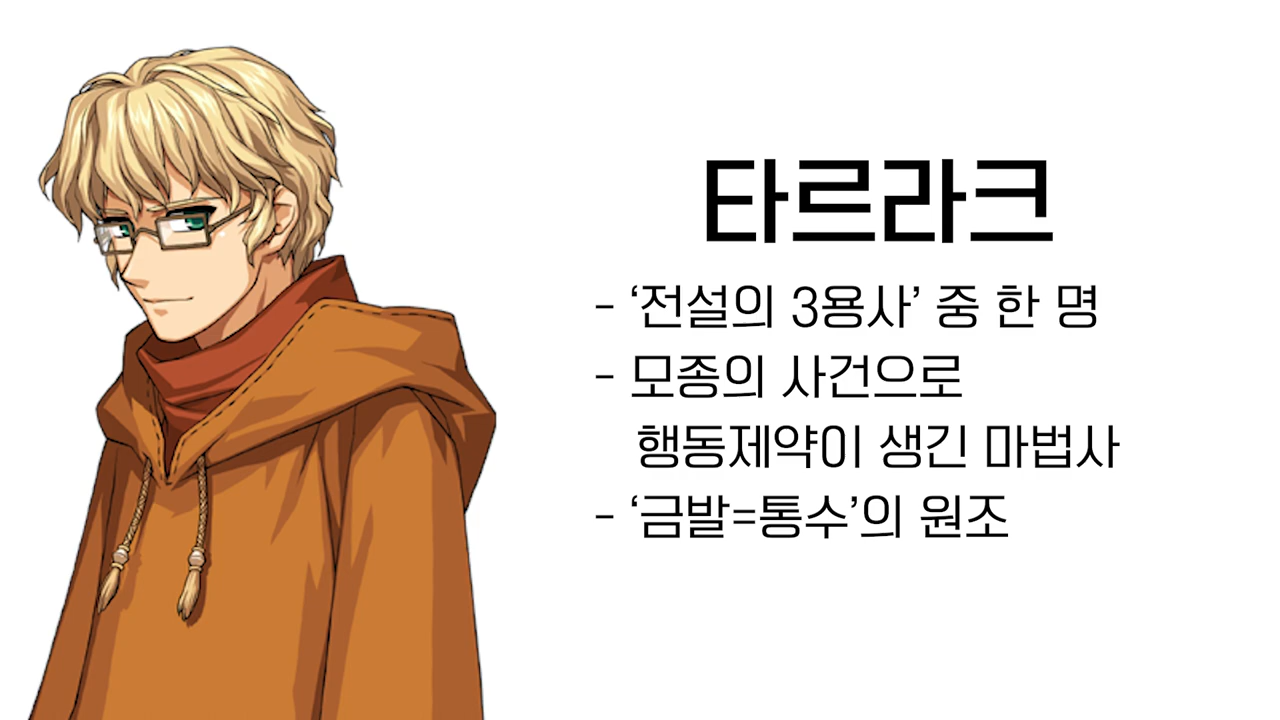 타르라크
- ‘전설의 3용사’ 중 한 명
- 모종의 사건으로
행동제약이 생긴 마법사
- ‘금발=통수’의 원조